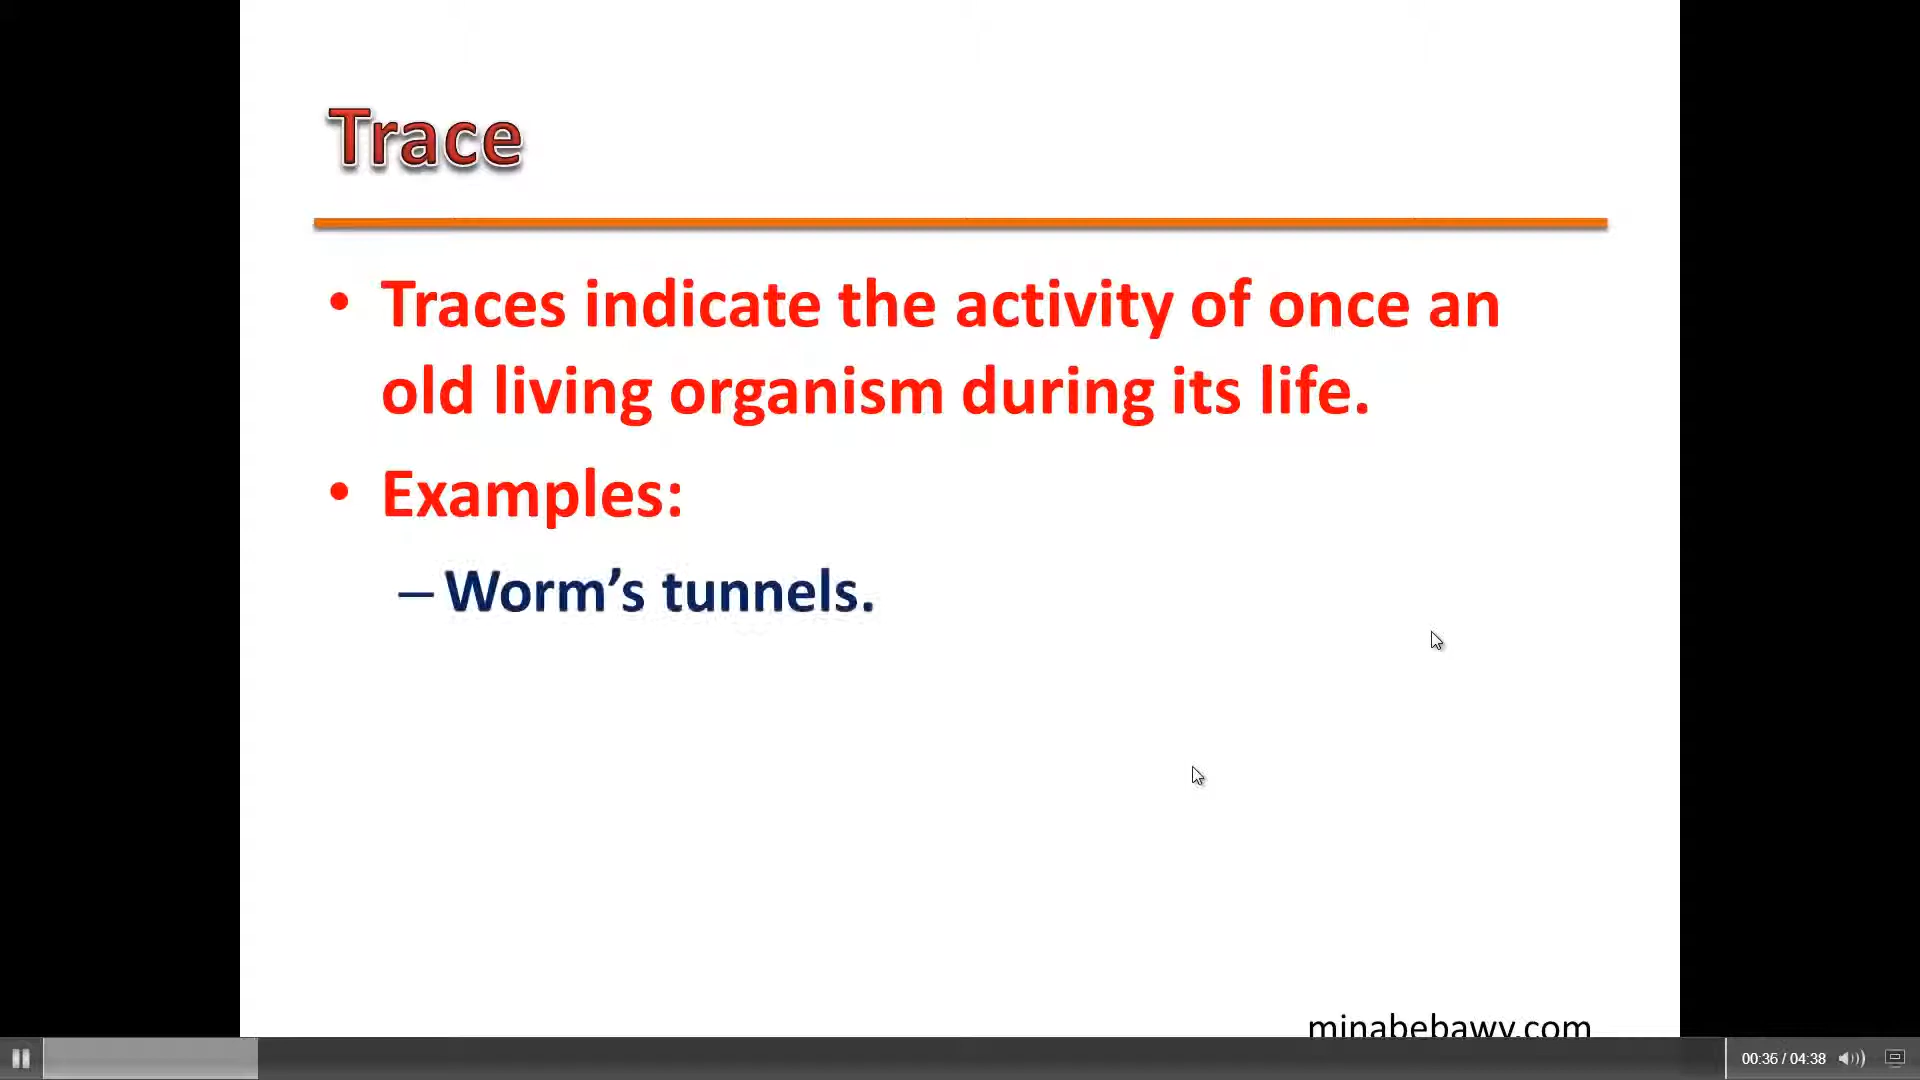 Trace
• Traces indicate the activity of once an
old living organism during its life.
• Examples:
– Worm’s tunnels.
minabebawy.com
00:36 / 04:38